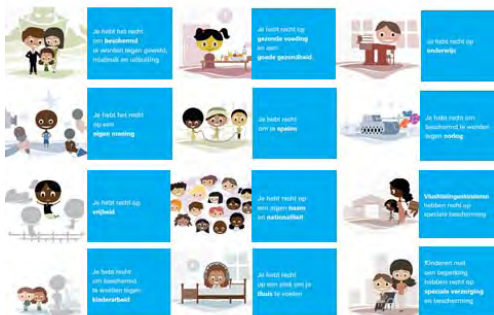 Je hebt het recht
om beschermd
te worden tegen geweld,
misbruik en uitbuiting
Je hebt recht op
gezonde voeding
en een
goede gezondheid.
Je hebt recht op
onderwijs
Je hebt het recht
op een
eigen mening
Je hebt recht
om te spelen
Je hebt recht om
beschermd te worden
tegen oorlog
Je hebt recht op
vrijheid
Je hebt recht op
een eigen naam
en nationaliteit
Vluchtelingenkinderen
hebben recht op
speciale bescherming
Je hebt recht
om beschermd
te worden tegen
kinderarbeid
Je hebt recht
op een plek om je
thuis te voelen
Kinderen met
een beperking
hebben recht op
speciale verzorging
en bescherming